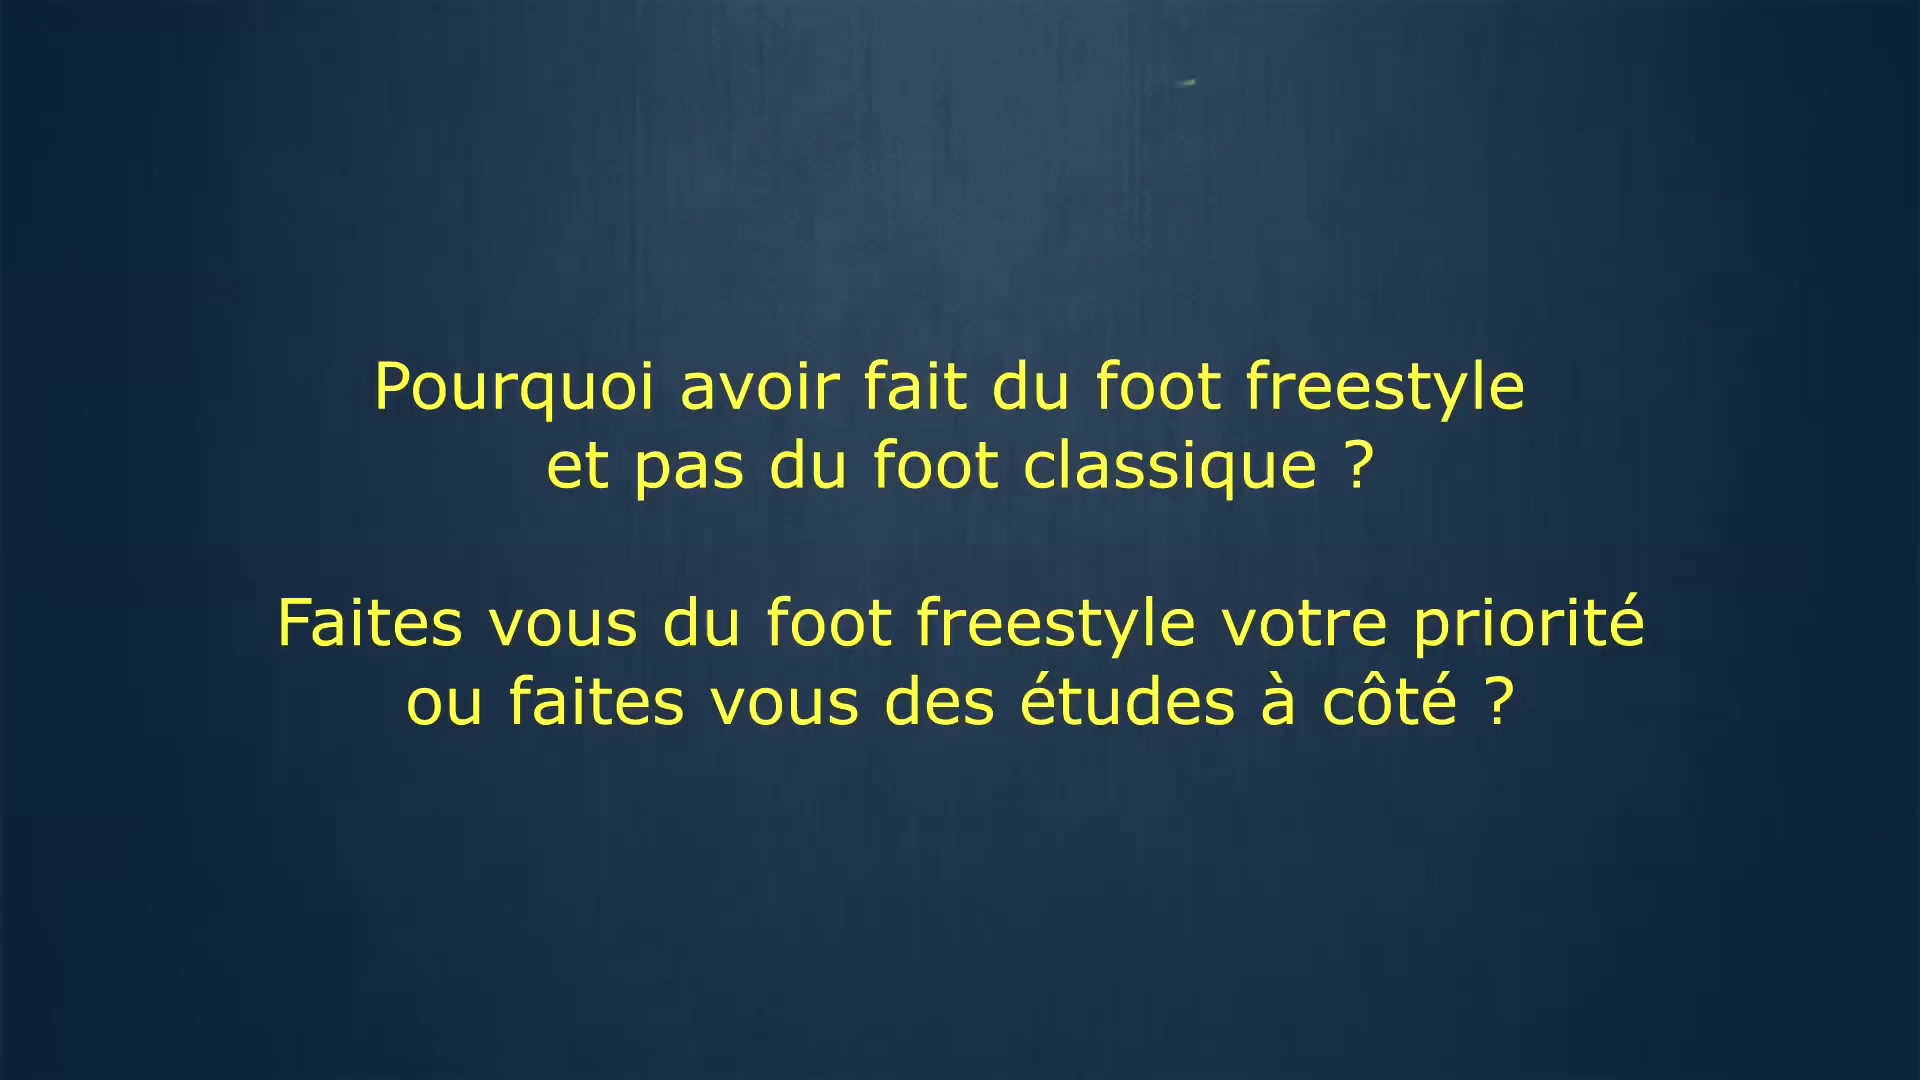 Pourquoi avoir fait du foot freestyle
et pas du foot classique ?
Faites vous du foot freestyle votre priorité
ou faites vous des études à côté ?